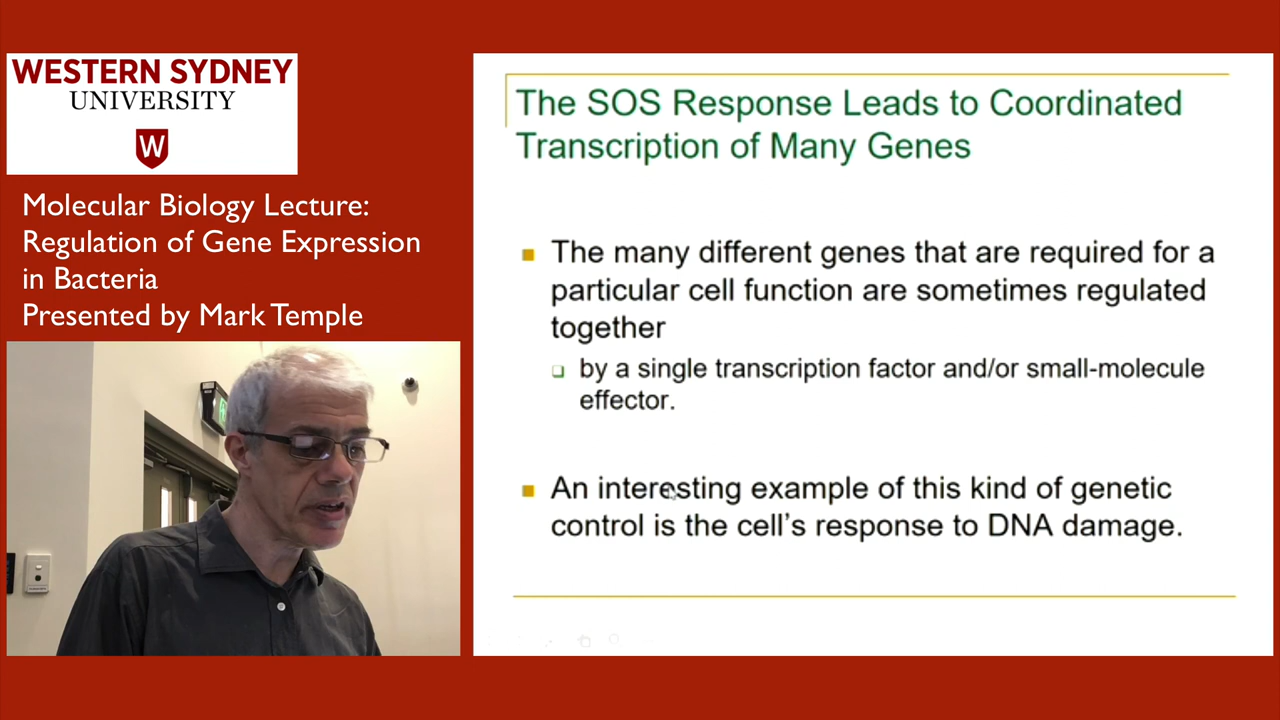 WESTERN SYDNEY
UNIVERSITY
W
Molecular Biology Lecture:
Regulation of Gene Expression
in Bacteria
Presented by Mark Temple
The SOS Response Leads to Coordinated
Transcription of Many Genes
The many different genes that are required for a
particular cell function are sometimes regulated
together
by a single transcription factor and/or small-molecule
effector.
An interesting example of this kind of genetic
control is the cell's response to DNA damage.